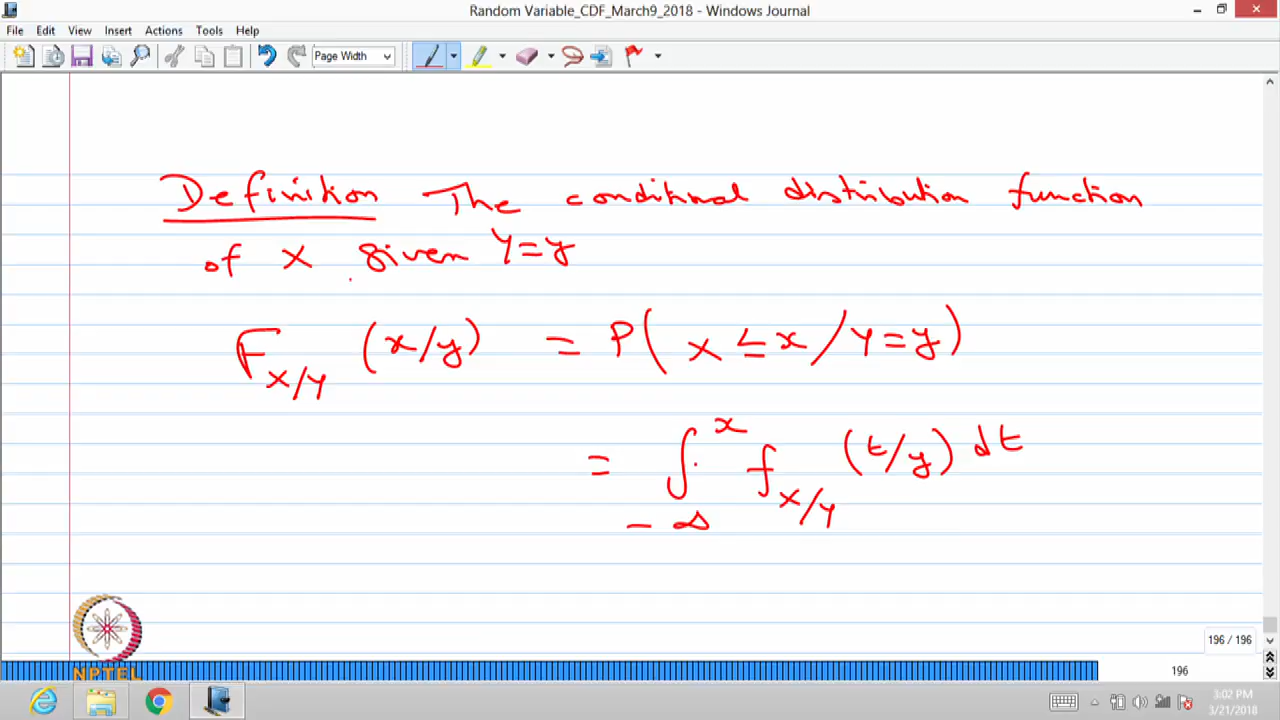 Random Variable_CDF_March9_2018 - Windows Journal
File Edit View Insert Actions Tools Help
Page Width
Definition The conditional distribution function
of X given Y=y
F_{X/Y} (x/y) = P( X ≤ x / Y = y )
= ∫_{-∞}^{x} f_{X/Y} (t/y) dt
196 / 196
NPTEL
196
3:02 PM
3/21/2018